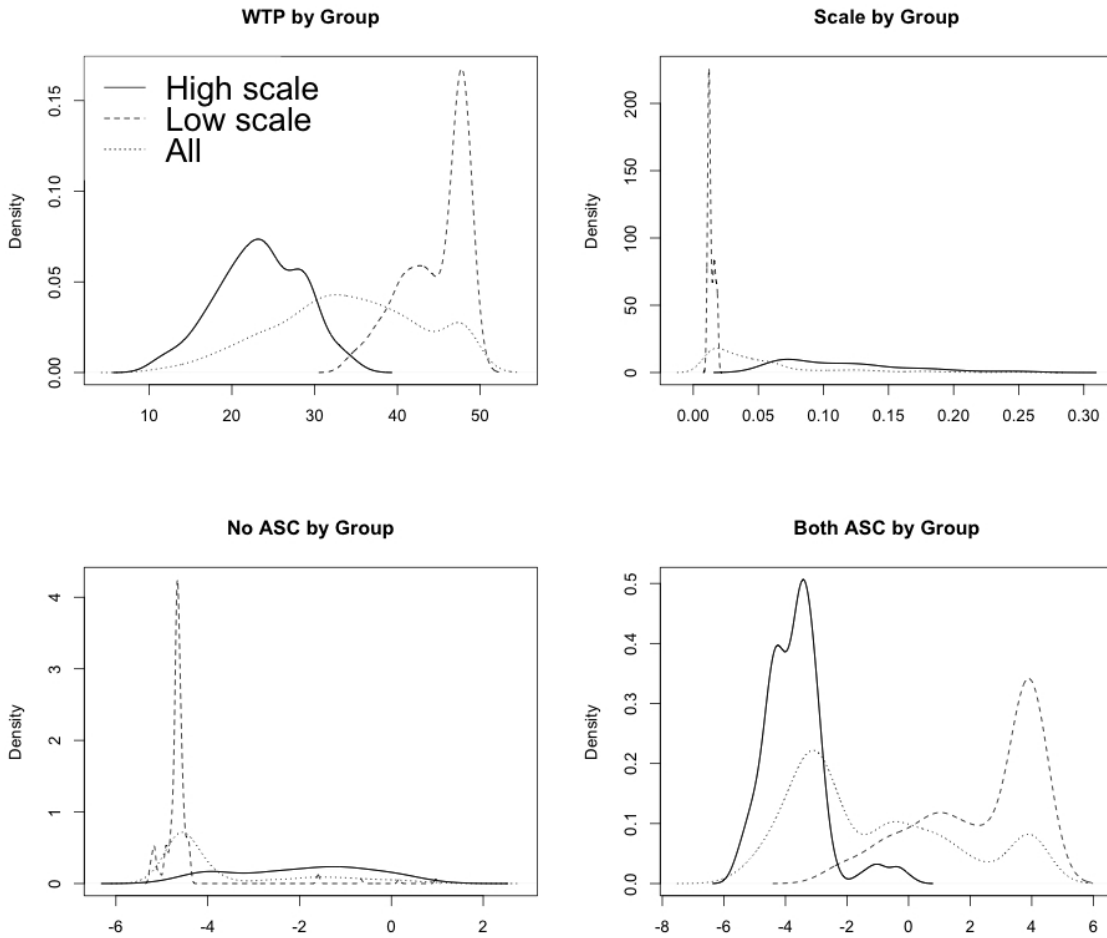 WTP by Group
High scale
Low scale
All
Density
0.00
0.05
0.10
0.15
10 20 30 40 50
Scale by Group
Density
0
50
100
150
200
0.00 0.05 0.10 0.15 0.20 0.25 0.30
No ASC by Group
Density
0
1
2
3
4
-6 -4 -2 0 2
Both ASC by Group
Density
0.0
0.1
0.2
0.3
0.4
0.5
-8 -6 -4 -2 0 2 4 6